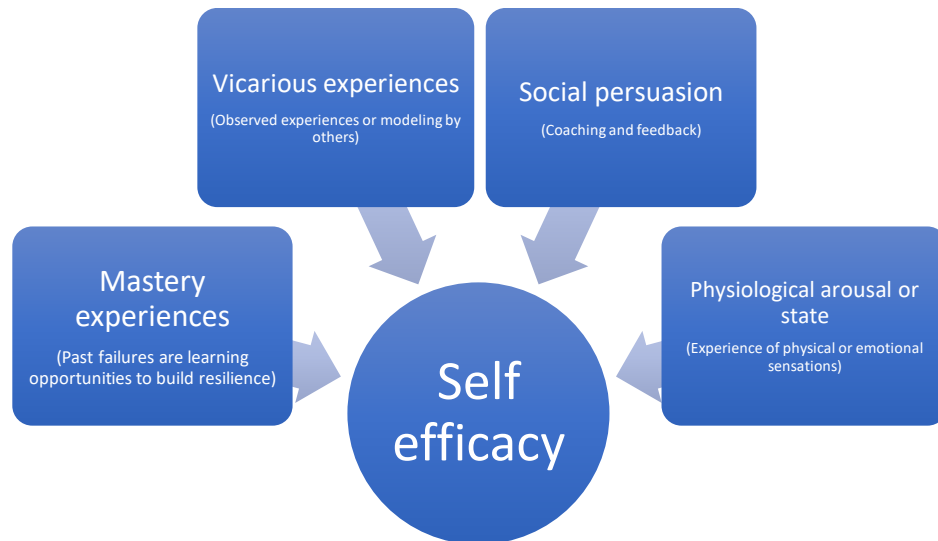 Vicarious experiences
(Observed experiences or modeling by
others)
Social persuasion
(Coaching and feedback)
Mastery
experiences
(Past failures are learning
opportunities to build resilience)
Physiological arousal or
state
(Experience of physical or emotional
sensations)
Self
efficacy